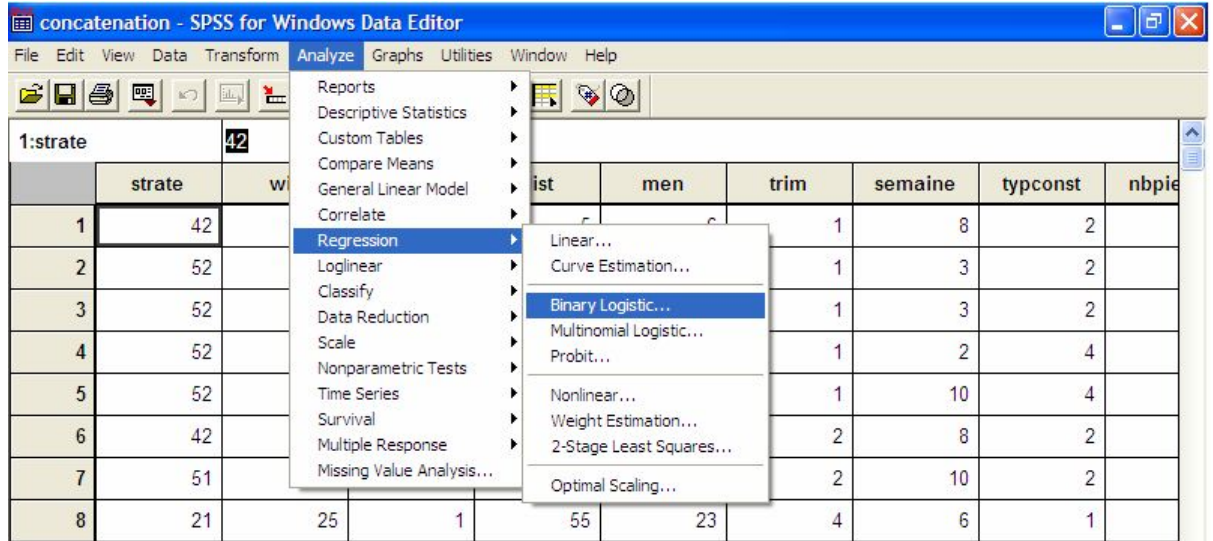 concatenation - SPSS for Windows Data Editor
File Edit View Data Transform Analyze Graphs Utilities Window Help
1:strate 42
strate wi ist men trim semaine typconst nbpie
1 42 1 8 2
2 52 1 3 2
3 52 1 3 2
4 52 1 2 4
5 52 1 10 4
6 42 2 8 2
7 51 2 10 2
8 21 25 1 55 23 4 6 1
Reports
Descriptive Statistics
Custom Tables
Compare Means
General Linear Model
Correlate
Regression
Loglinear
Classify
Data Reduction
Scale
Nonparametric Tests
Time Series
Survival
Multiple Response
Missing Value Analysis...
Linear...
Curve Estimation...
Binary Logistic...
Multinomial Logistic...
Probit...
Nonlinear...
Weight Estimation...
2-Stage Least Squares...
Optimal Scaling...